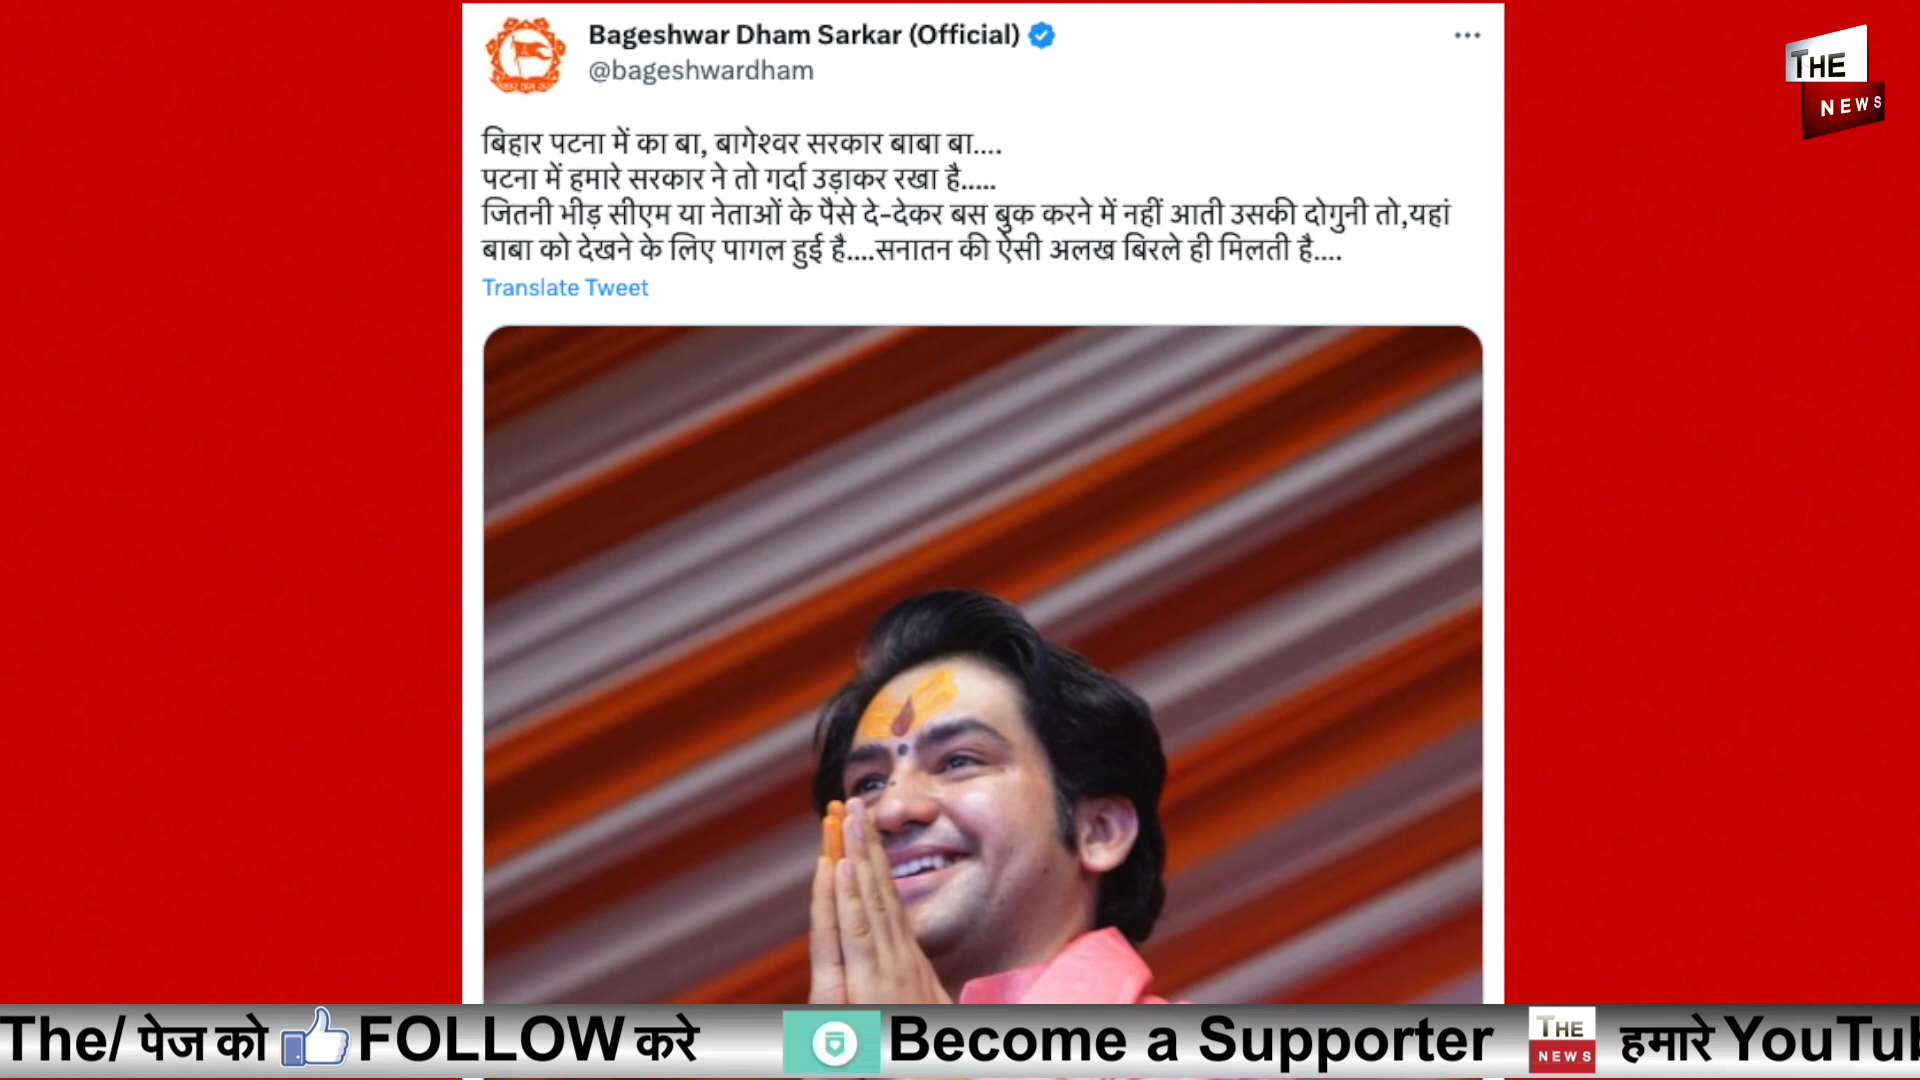 Bageshwar Dham Sarkar (Official)
@bageshwardham
THE
NEWS
बिहार पटना में का बा, बागेश्वर सरकार बाबा बा....
पटना में हमारे सरकार ने तो गर्दा उड़ाकर रखा है.....
जितनी भीड़ सीएम या नेताओं के पैसे दे-देकर बस बुक करने में नहीं आती उसकी दोगुनी तो,यहां
बाबा को देखने के लिए पागल हुई है....सनातन की ऐसी अलख बिरले ही मिलती है....
Translate Tweet
The/ पेज को FOLLOW करे Become a Supporter THE NEWS हमारे YouTu